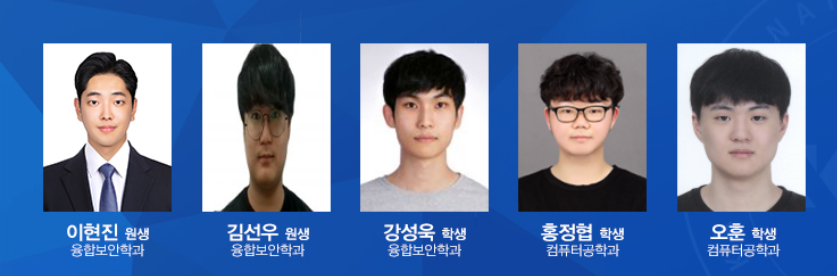 이현진 원생 김선우 원생 강성욱 학생 홍정협 학생 오훈 학생
융합보안학과 융합보안학과 융합보안학과 컴퓨터공학과 컴퓨터공학과